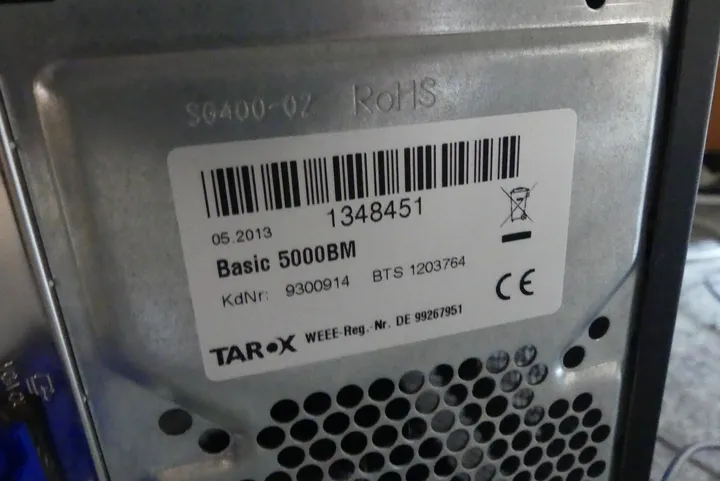 SG400-02 RoHS
1348451
05.2013
Basic 5000BM
KdNr: 9300914 BTS 1203764
CE
TAROX WEEE-Reg.-Nr. DE 99267951